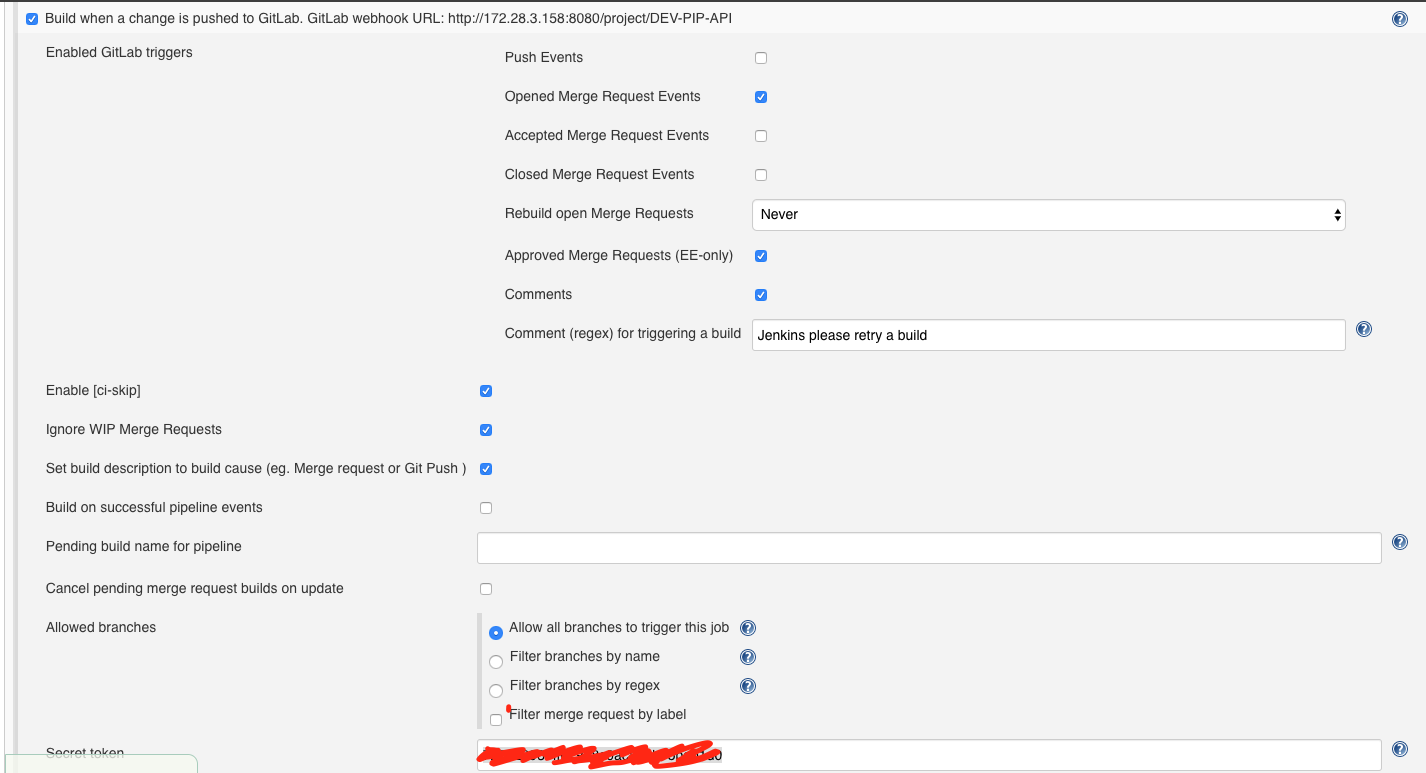 Build when a change is pushed to GitLab. GitLab webhook URL: http://172.28.3.158:8080/project/DEV-PIP-API
Enabled GitLab triggers
Push Events
Opened Merge Request Events
Accepted Merge Request Events
Closed Merge Request Events
Rebuild open Merge Requests
Never
Approved Merge Requests (EE-only)
Comments
Comment (regex) for triggering a build
Jenkins please retry a build
Enable [ci-skip]
Ignore WIP Merge Requests
Set build description to build cause (eg. Merge request or Git Push )
Build on successful pipeline events
Pending build name for pipeline
Cancel pending merge request builds on update
Allowed branches
Allow all branches to trigger this job
Filter branches by name
Filter branches by regex
Filter merge request by label
Secret token